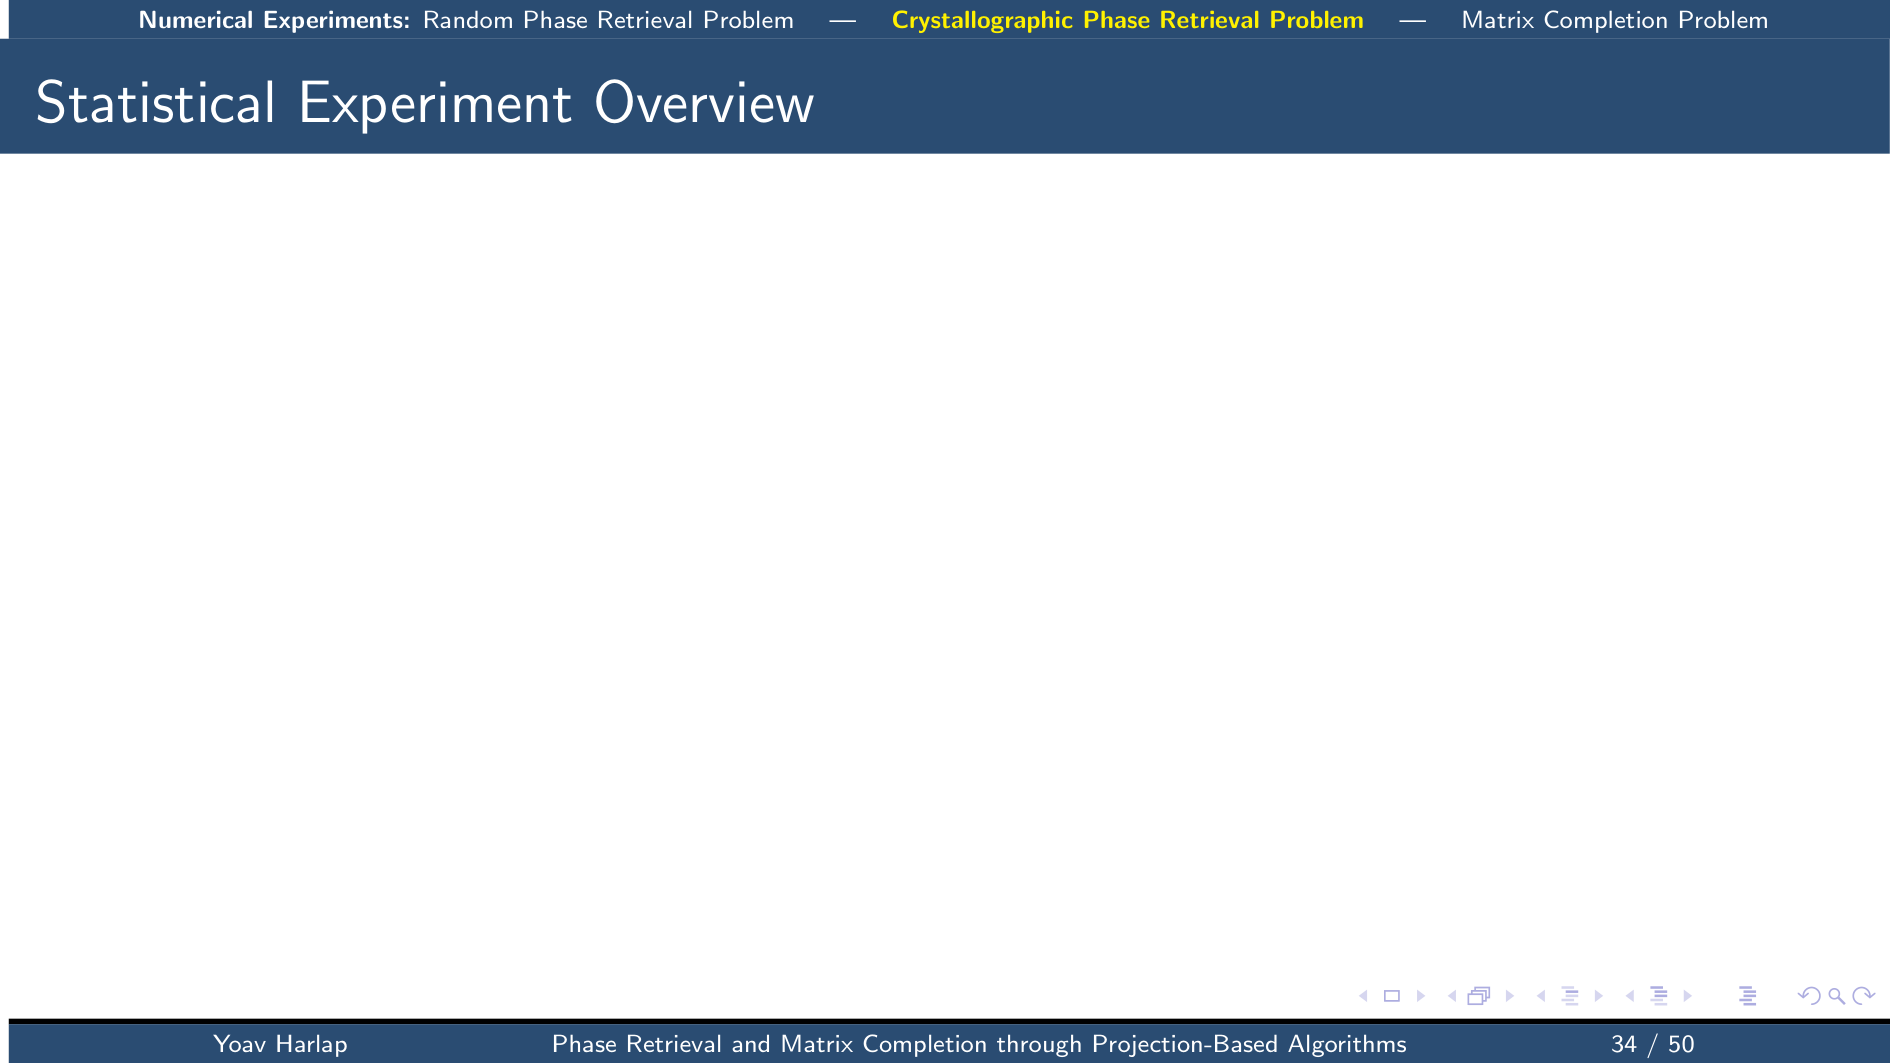 Numerical Experiments: Random Phase Retrieval Problem — Crystallographic Phase Retrieval Problem — Matrix Completion Problem
Statistical Experiment Overview
Yoav Harlap Phase Retrieval and Matrix Completion through Projection-Based Algorithms 34 / 50